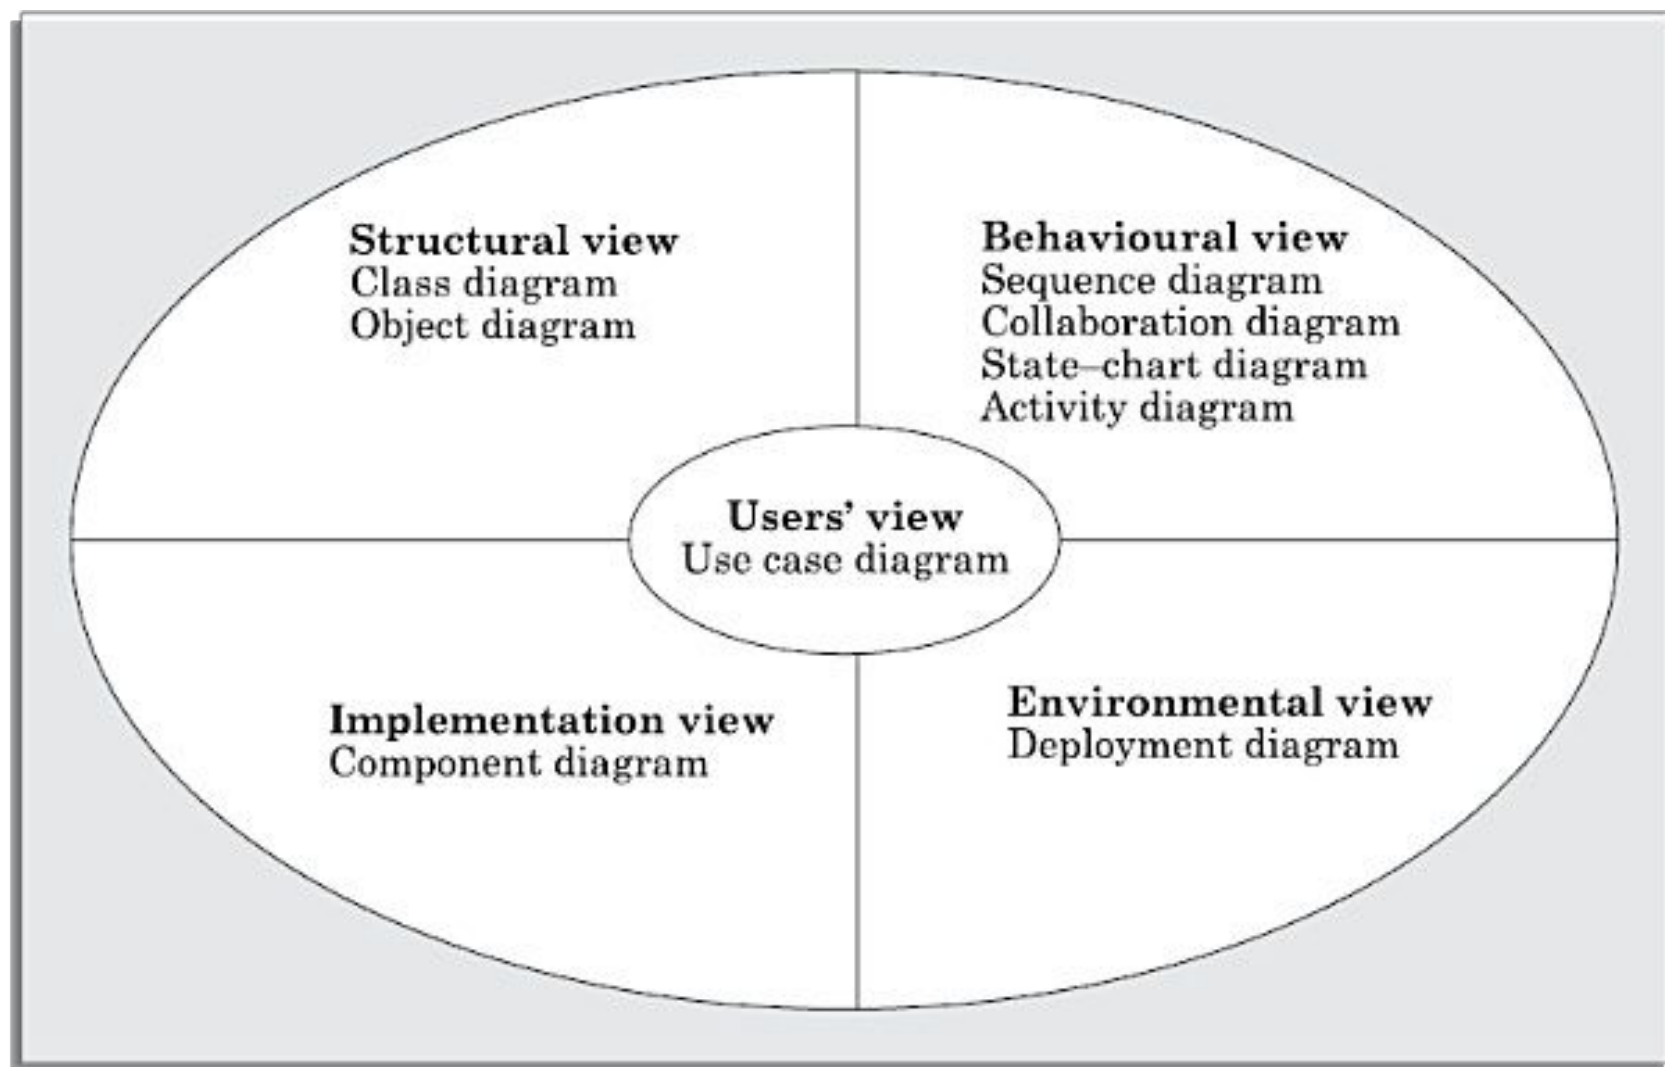 Structural view
Class diagram
Object diagram
Behavioural view
Sequence diagram
Collaboration diagram
State–chart diagram
Activity diagram
Users’ view
Use case diagram
Implementation view
Component diagram
Environmental view
Deployment diagram